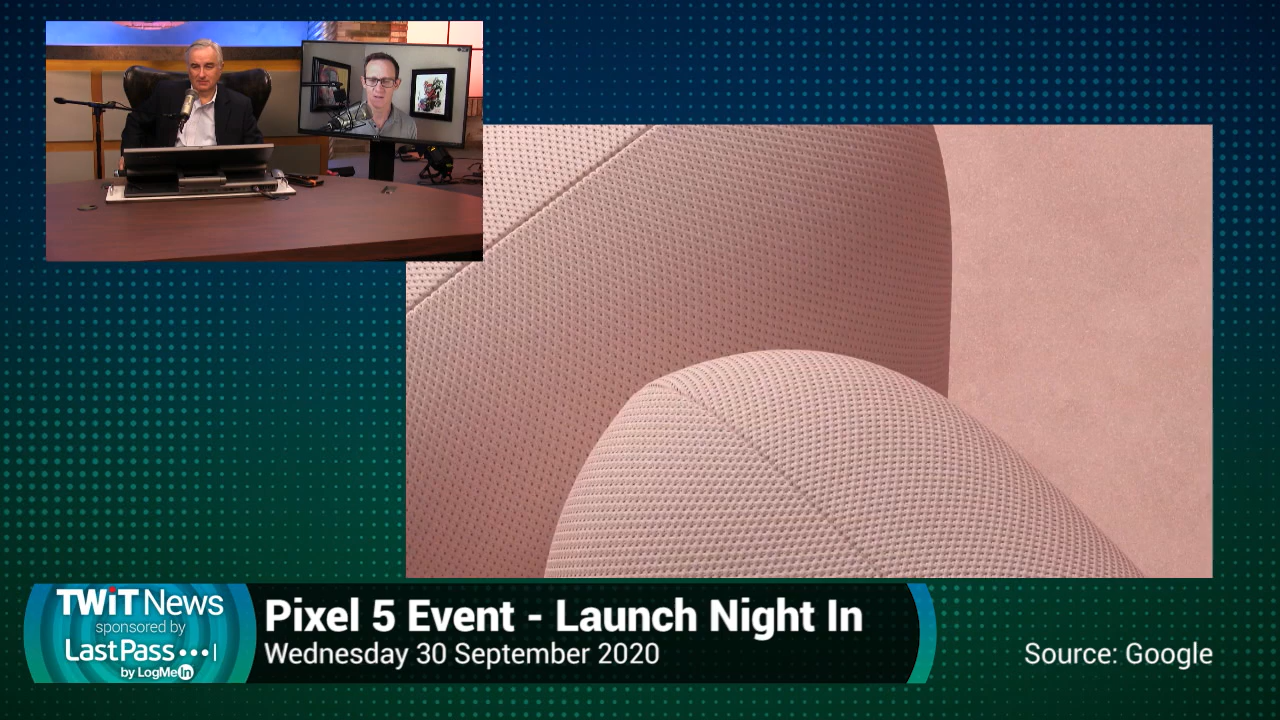 TWiT News
sponsored by
LastPass•••|
by LogMeIn
Pixel 5 Event - Launch Night In
Wednesday 30 September 2020
Source: Google